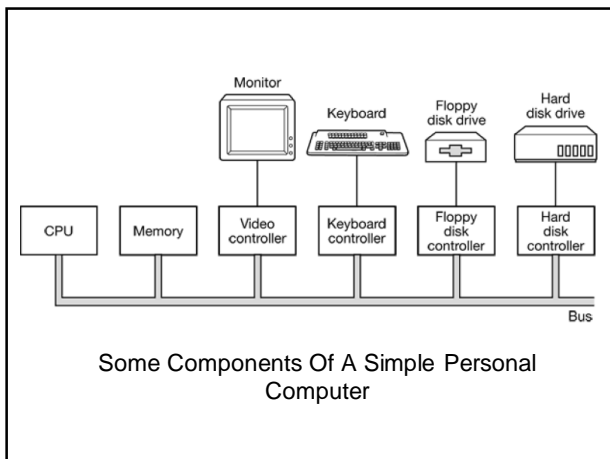 Monitor
Keyboard
Floppy
disk drive
Hard
disk drive
CPU
Memory
Video
controller
Keyboard
controller
Floppy
disk
controller
Hard
disk
controller
Bus
Some Components Of A Simple Personal
Computer